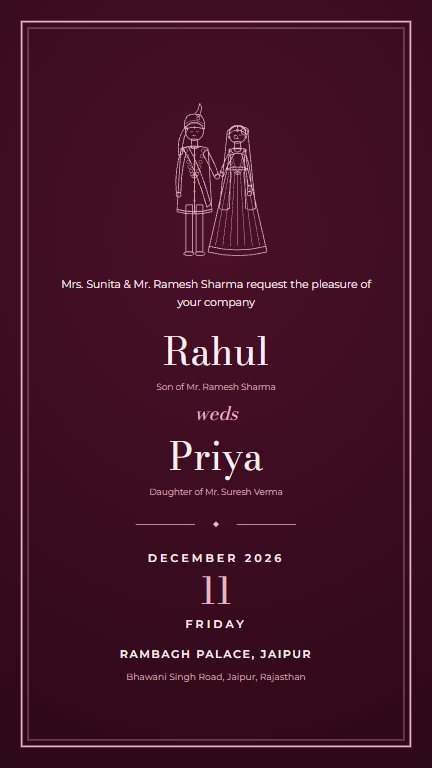 Mrs. Sunita & Mr. Ramesh Sharma request the pleasure of
your company
Rahul
Son of Mr. Ramesh Sharma
weds
Priya
Daughter of Mr. Suresh Verma
DECEMBER 2026
11
FRIDAY
RAMBAGH PALACE, JAIPUR
Bhawani Singh Road, Jaipur, Rajasthan